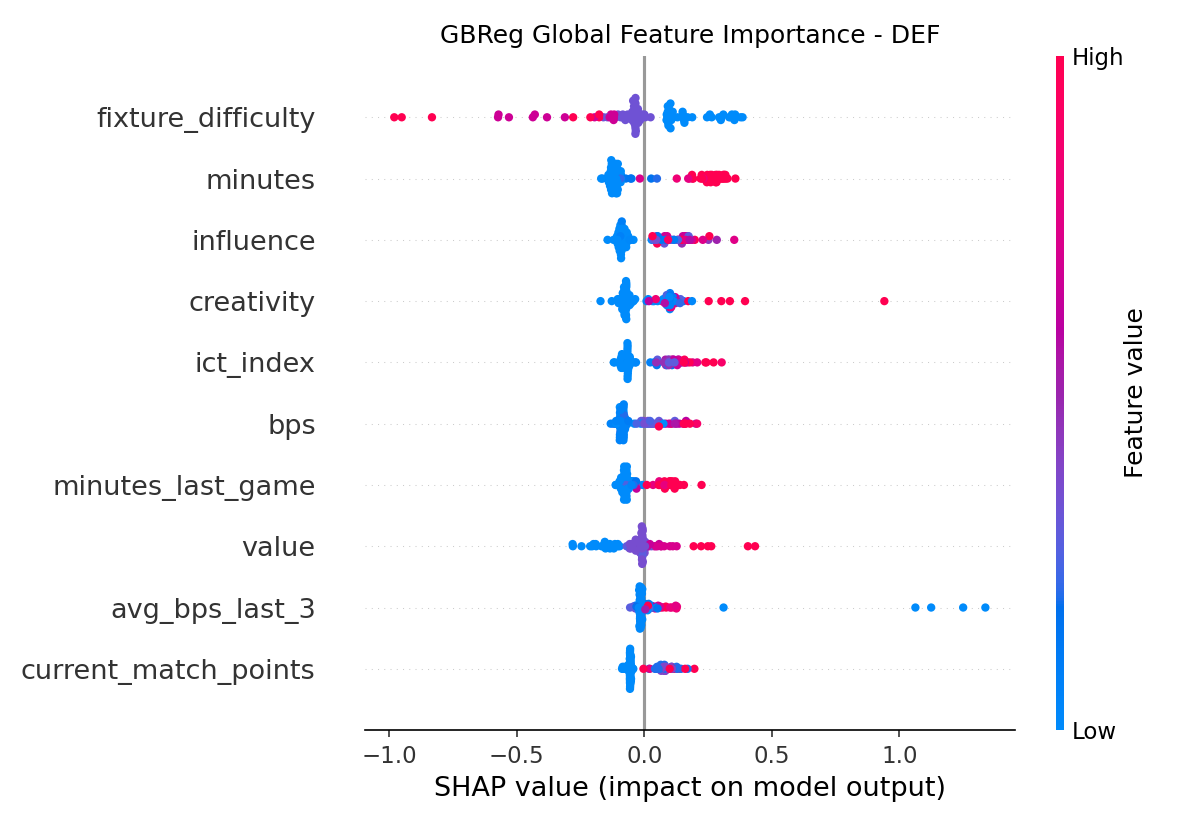 GBReg Global Feature Importance - DEF
High
fixture_difficulty
minutes
influence
creativity
ict_index
bps
minutes_last_game
value
avg_bps_last_3
current_match_points
Feature value
Low
−1.0 −0.5 0.0 0.5 1.0
SHAP value (impact on model output)